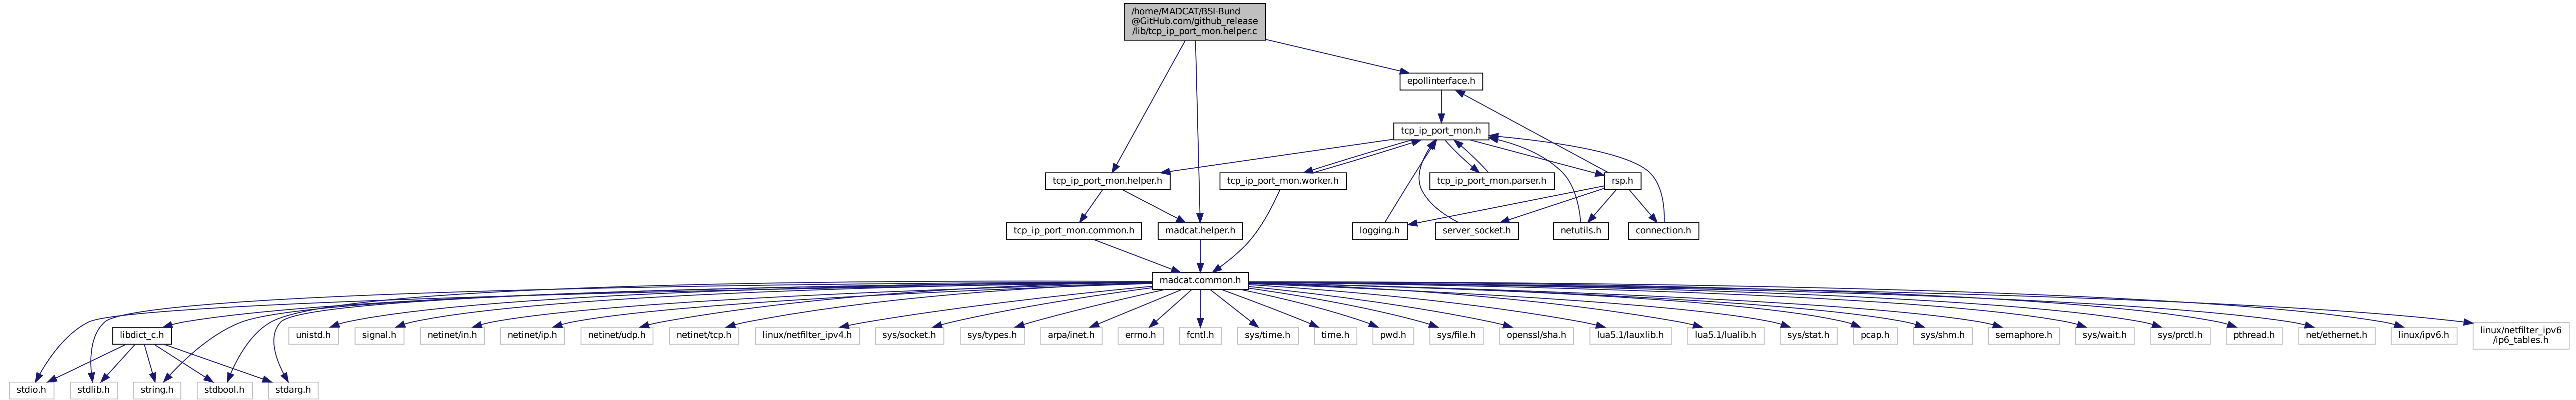 /home/MADCAT/BSI-Bund
@GitHub.com/github_release
/lib/tcp_ip_port_mon.helper.c
epollinterface.h
tcp_ip_port_mon.h
tcp_ip_port_mon.helper.h
tcp_ip_port_mon.worker.h
tcp_ip_port_mon.parser.h
rsp.h
tcp_ip_port_mon.common.h
madcat.helper.h
logging.h
server_socket.h
netutils.h
connection.h
madcat.common.h
libdict_c.h
unistd.h
signal.h
netinet/in.h
netinet/ip.h
netinet/udp.h
netinet/tcp.h
linux/netfilter_ipv4.h
sys/socket.h
sys/types.h
arpa/inet.h
errno.h
fcntl.h
sys/time.h
time.h
pwd.h
sys/file.h
openssl/sha.h
lua5.1/lauxlib.h
lua5.1/lualib.h
sys/stat.h
pcap.h
sys/shm.h
semaphore.h
sys/wait.h
sys/prctl.h
pthread.h
net/ethernet.h
linux/ipv6.h
linux/netfilter_ipv6
/ip6_tables.h
stdio.h
stdlib.h
string.h
stdbool.h
stdarg.h